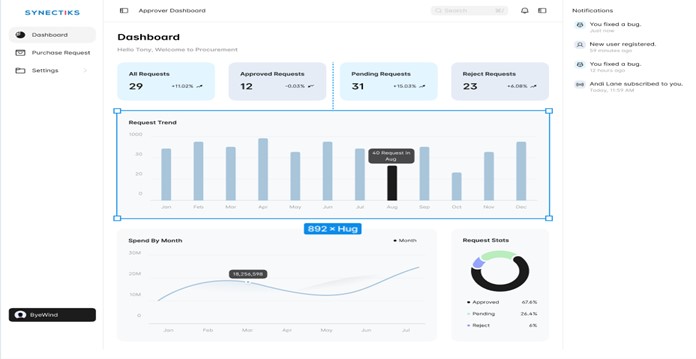 SYNECTIKS
Dashboard
Purchase Request
Settings
ByeWind
Approver Dashboard
Search
Dashboard
Hello Tony, Welcome to Procurement
All Requests
29
+11.02%
Approved Requests
12
-0.03%
Pending Requests
31
+15.03%
Reject Requests
23
+6.08%
Request Trend
1000
50
20
0
40 Request in
Aug
Jan Feb Mar Apr May Jun Jul Aug Sep Oct Nov Dec
892 × Hug
Spend By Month
Month
30M
20M
10M
0
18,256,598
Jan Feb Mar Apr May Jun Jul
Request Stats
Approved 67.6%
Pending 26.4%
Reject 6%
Notifications
You fixed a bug.
Just now
New user registered.
59 minutes ago
You fixed a bug.
12 hours ago
Andi Lane subscribed to you.
Today, 11:59 AM